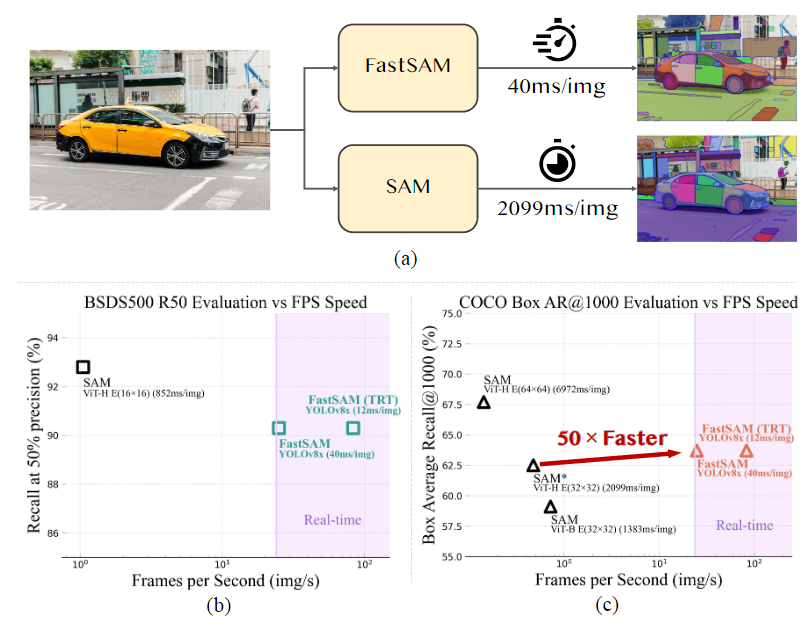 FastSAM
40ms/img
SAM
2099ms/img
(a)
BSDS500 R50 Evaluation vs FPS Speed
Recall at 50% precision (%)
94
92
90
88
86
SAM
ViT-H E(16×16) (852ms/img)
FastSAM (TRT)
YOLOv8x (12ms/img)
FastSAM
YOLOv8x (40ms/img)
Real-time
10⁰
10¹
10²
Frames per Second (img/s)
(b)
COCO Box AR@1000 Evaluation vs FPS Speed
Box Average Recall@1000 (%)
75.0
72.5
70.0
67.5
65.0
62.5
60.0
57.5
55.0
SAM
ViT-H E(64×64) (6972ms/img)
50 × Faster
FastSAM (TRT)
YOLOv8x (12ms/img)
FastSAM
YOLOv8x (40ms/img)
SAM*
ViT-H E(32×32) (2099ms/img)
SAM
ViT-B E(32×32) (1383ms/img)
Real-time
10⁰
10¹
10²
Frames per Second (img/s)
(c)